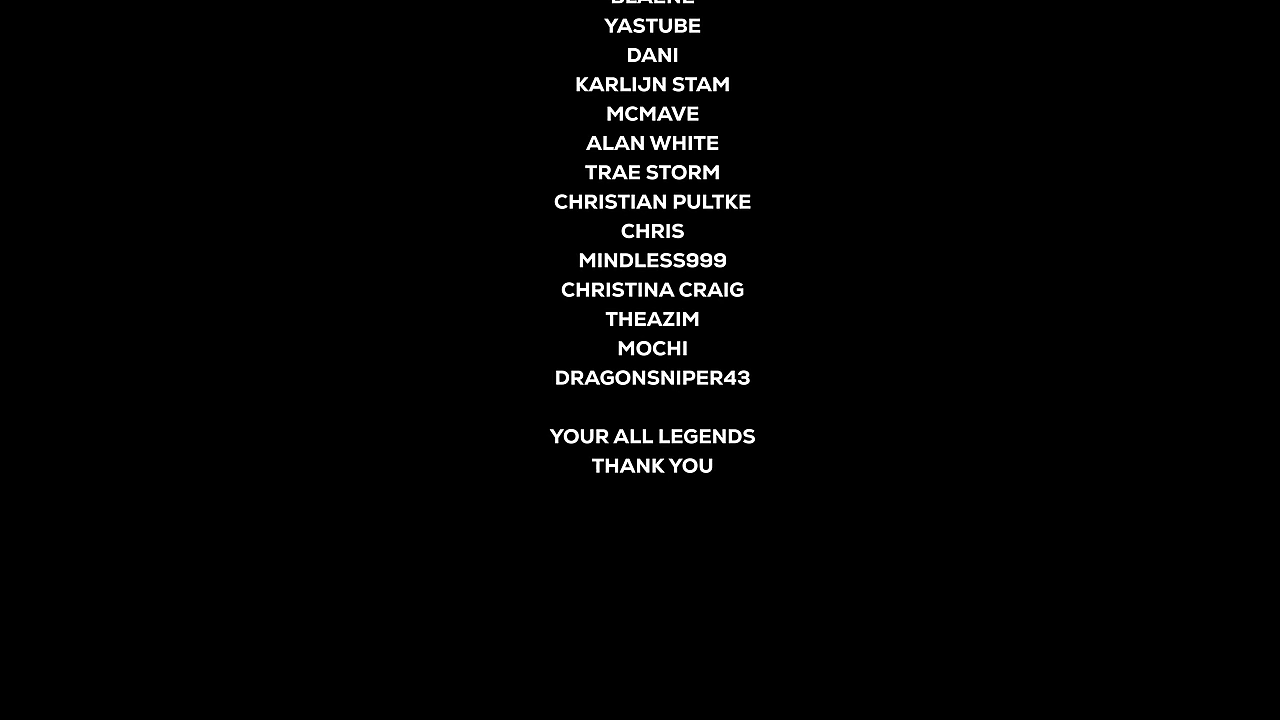 YASTUBE
DANI
KARLIJN STAM
MCMAVE
ALAN WHITE
TRAE STORM
CHRISTIAN PULTKE
CHRIS
MINDLESS999
CHRISTINA CRAIG
THEAZIM
MOCHI
DRAGONSNIPER43
YOUR ALL LEGENDS
THANK YOU